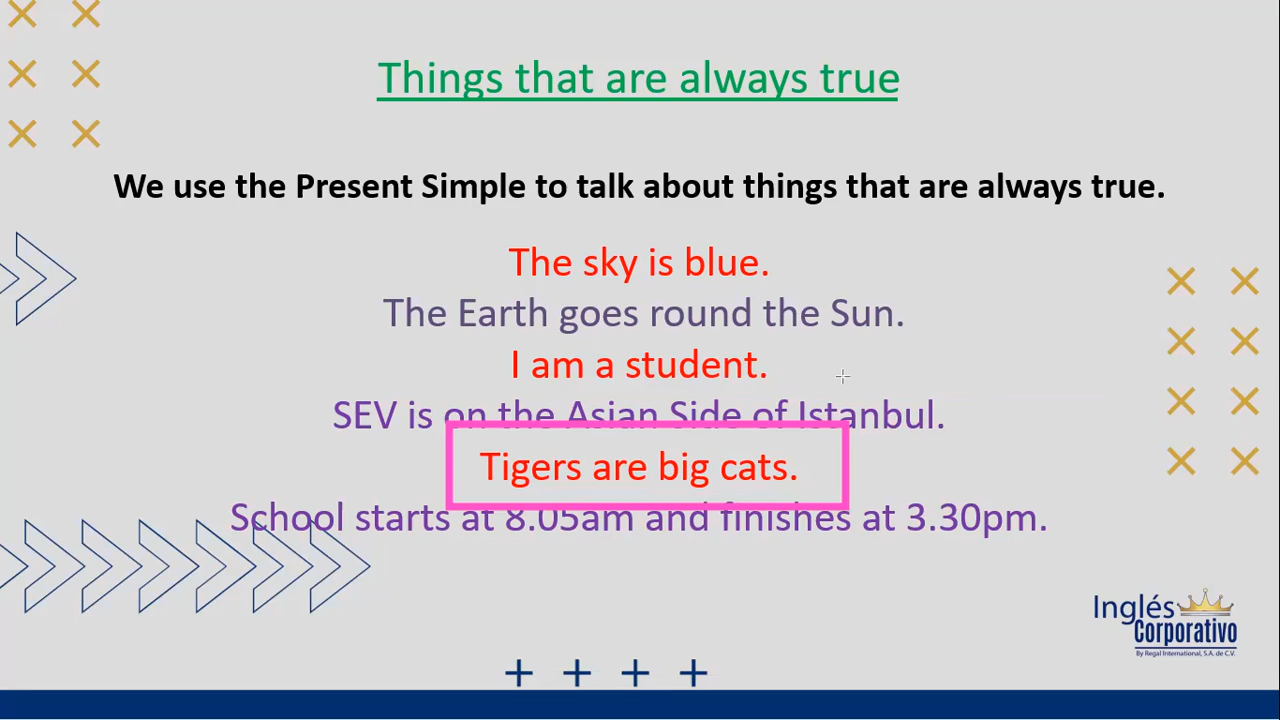 Things that are always true
We use the Present Simple to talk about things that are always true.
The sky is blue.
The Earth goes round the Sun.
I am a student.
SEV is on the Asian Side of Istanbul.
Tigers are big cats.
School starts at 8.05am and finishes at 3.30pm.
Inglés
Corporativo
By Regal International, S.A. de C.V.